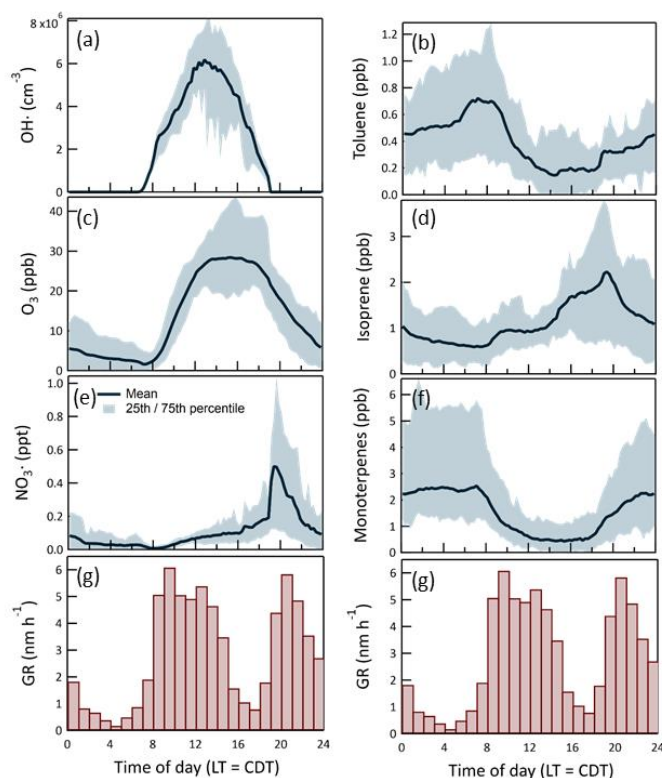 (a)
8 x10⁶
6
4
2
0
OH· (cm⁻³)
(b)
1.2
1.0
0.8
0.6
0.4
0.2
0.0
Toluene (ppb)
(c)
40
30
20
10
0
O₃ (ppb)
(d)
3
2
1
0
Isoprene (ppb)
(e)
Mean
25th / 75th percentile
1.0
0.8
0.6
0.4
0.2
0.0
NO₃· (ppt)
(f)
6
5
4
3
2
1
0
Monoterpenes (ppb)
(g)
6
5
4
3
2
1
0
GR (nm h⁻¹)
0 4 8 12 16 20 24
Time of day (LT = CDT)
(g)
6
5
4
3
2
1
0
GR (nm h⁻¹)
0 4 8 12 16 20 24
Time of day (LT = CDT)